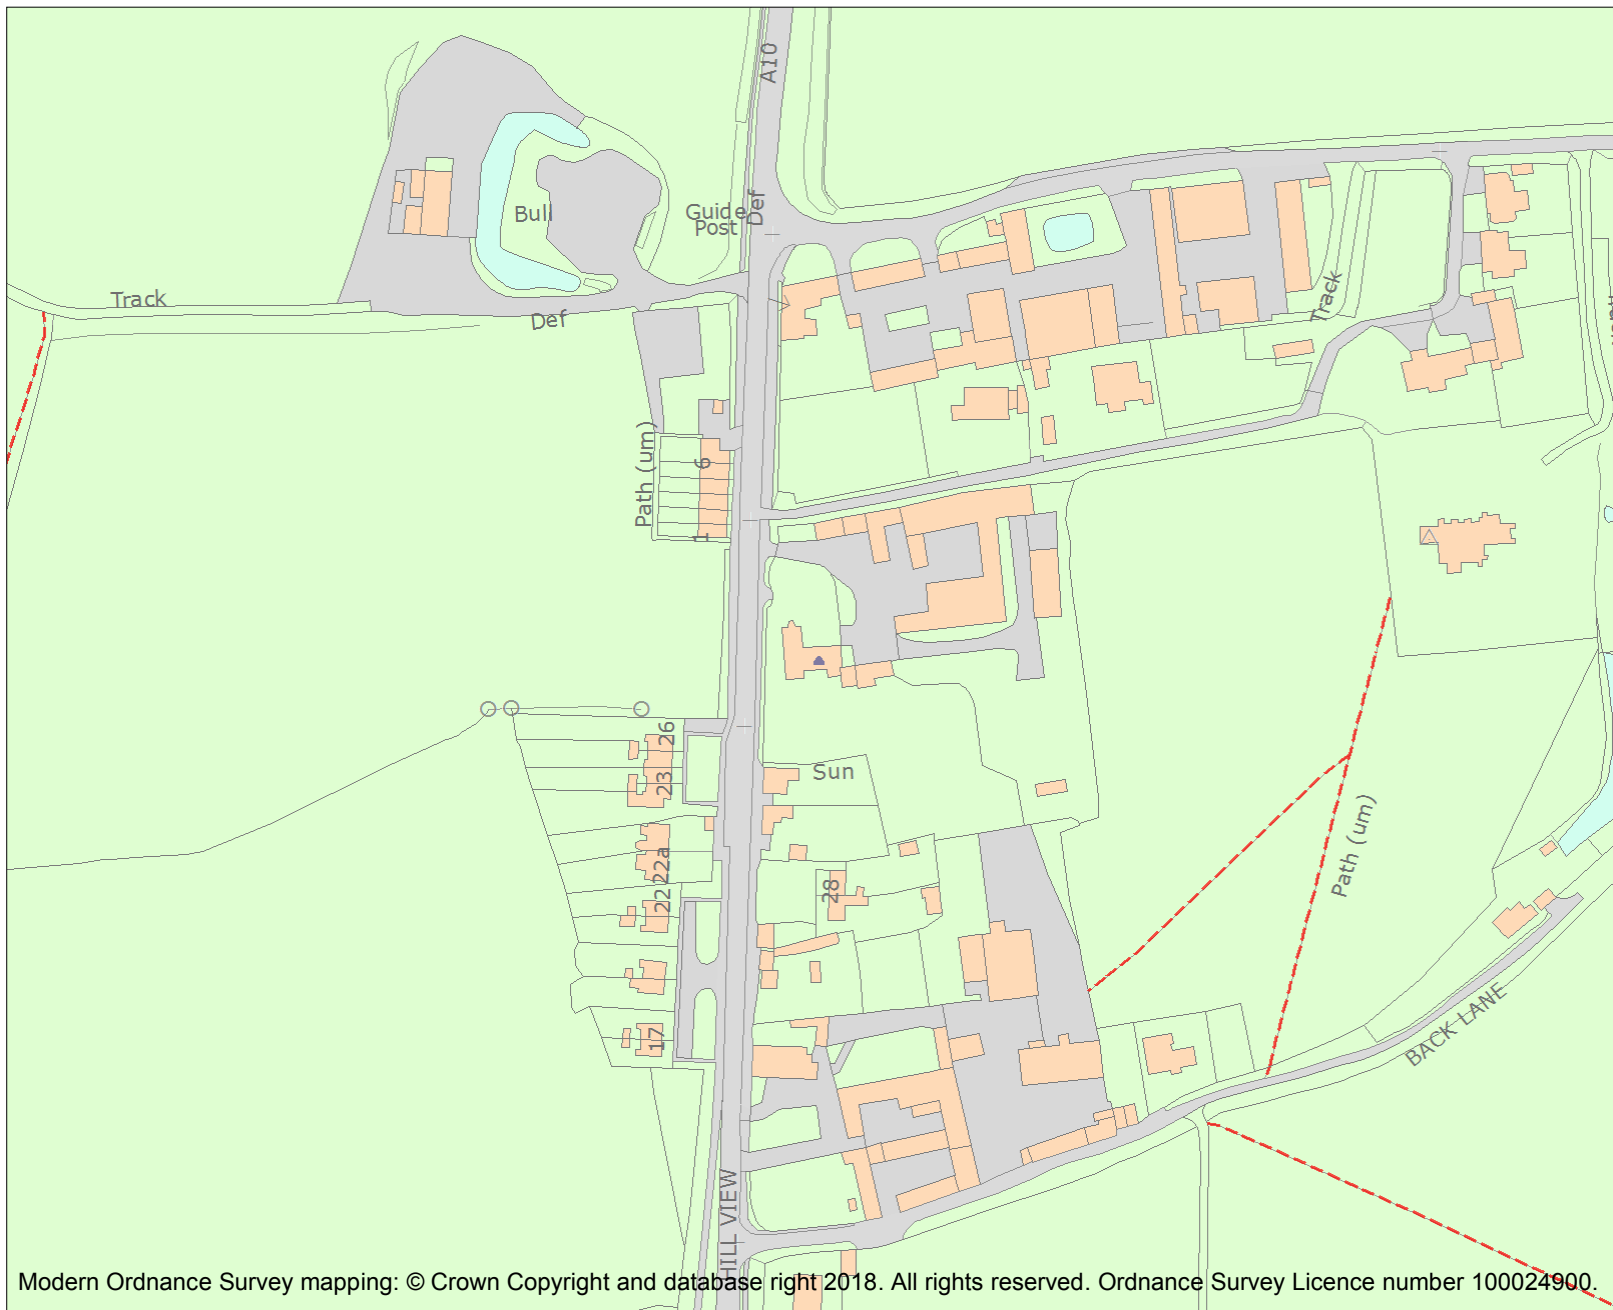 A10
Def
Bull
Guide
Post
Track
Def
Track
Path (um)
6
1
26
23
Sun
22a
22
28
Path (um)
17
BACK LANE
HILL VIEW
Modern Ordnance Survey mapping: © Crown Copyright and database right 2018. All rights reserved. Ordnance Survey Licence number 100024900.